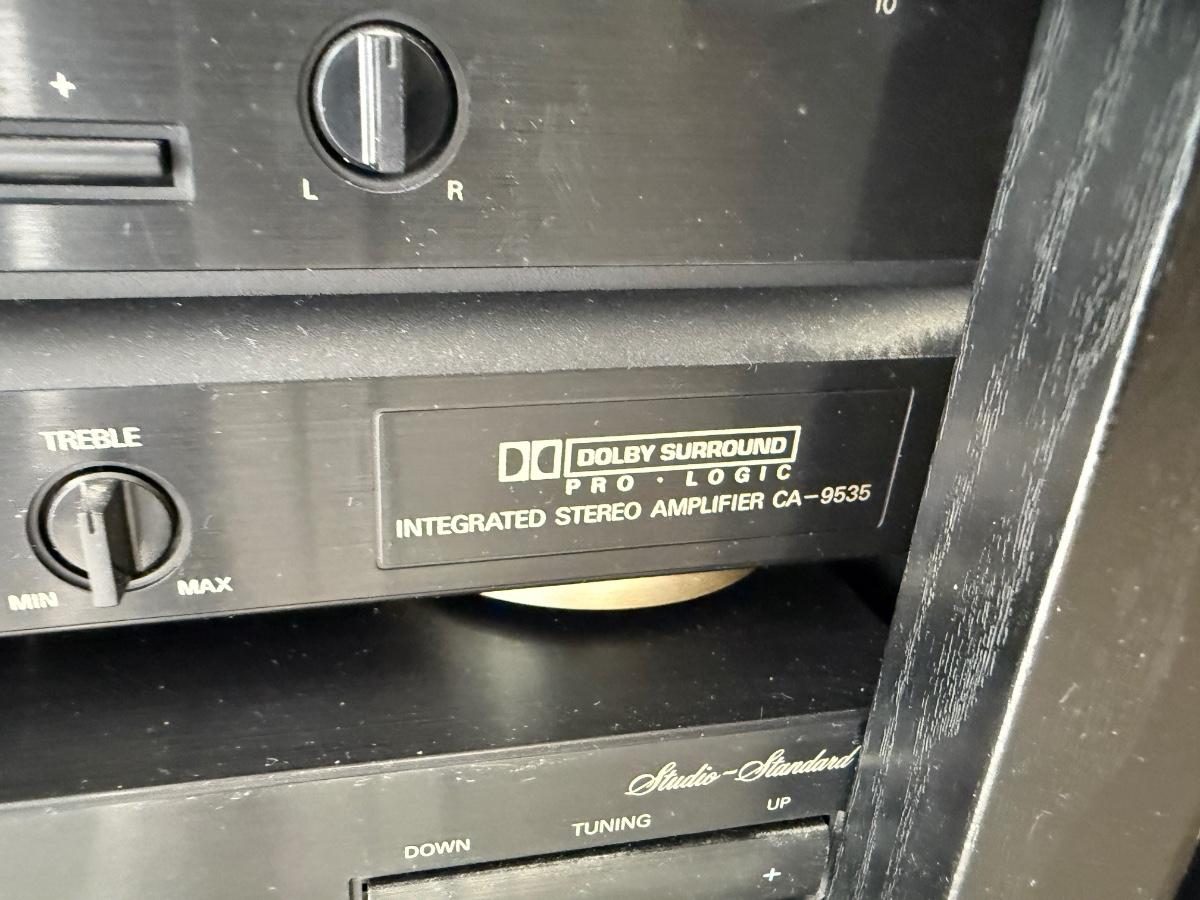 10
+
L R
TREBLE
MIN MAX
DOLBY SURROUND
PRO · LOGIC
INTEGRATED STEREO AMPLIFIER CA-9535
Studio-Standard
DOWN TUNING UP
+